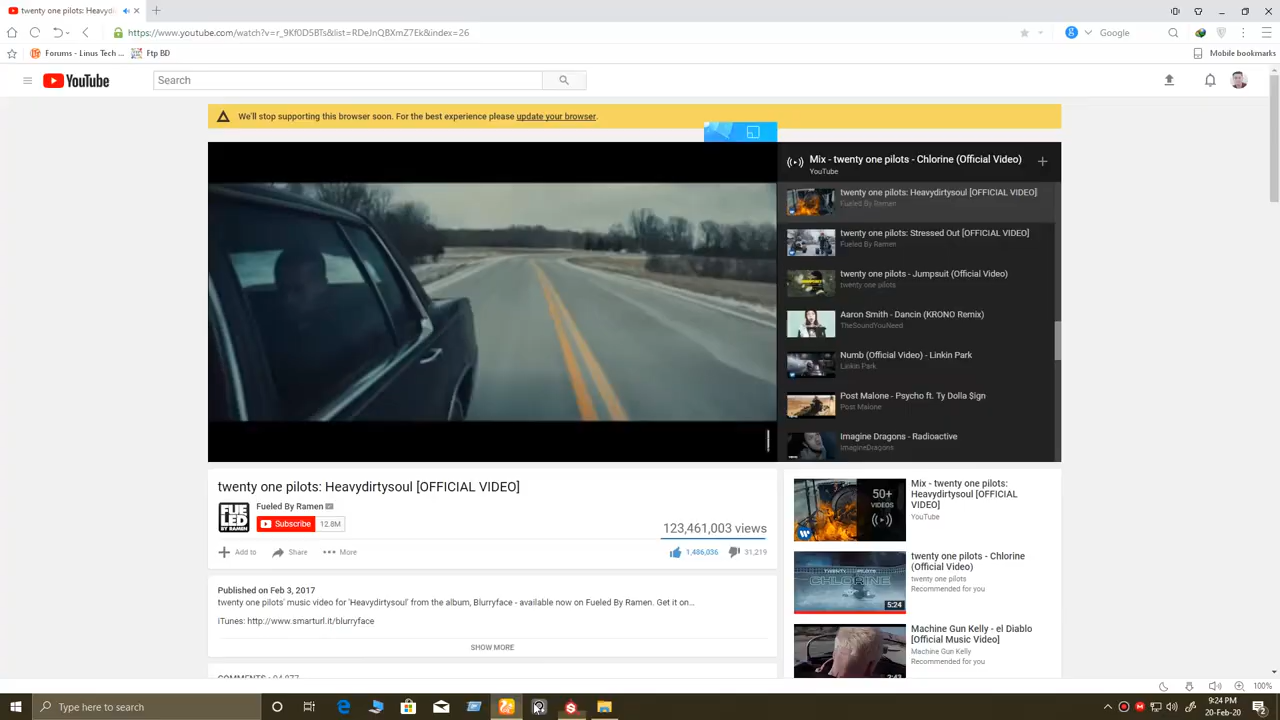 twenty one pilots: Heavydi
https://www.youtube.com/watch?v=r_9Kf0D5BTs&list=RDeJnQBXmZ7Ek&index=26
Google
Forums - Linus Tech ...
Ftp BD
Mobile bookmarks
YouTube
Search
We'll stop supporting this browser soon. For the best experience please update your browser.
Mix - twenty one pilots - Chlorine (Official Video)
YouTube
twenty one pilots: Heavydirtysoul [OFFICIAL VIDEO]
Fueled By Ramen
twenty one pilots: Stressed Out [OFFICIAL VIDEO]
Fueled By Ramen
twenty one pilots - Jumpsuit (Official Video)
twenty one pilots
Aaron Smith - Dancin (KRONO Remix)
TheSoundYouNeed
Numb (Official Video) - Linkin Park
Linkin Park
Post Malone - Psycho ft. Ty Dolla $ign
Post Malone
Imagine Dragons - Radioactive
ImagineDragons
twenty one pilots: Heavydirtysoul [OFFICIAL VIDEO]
FUELED BY RAMEN
Fueled By Ramen
Subscribe 12.8M
123,461,003 views
Add to Share More
1,486,036 31,219
Published on Feb 3, 2017
twenty one pilots' music video for 'Heavydirtysoul' from the album, Blurryface - available now on Fueled By Ramen. Get it on...
iTunes: http://www.smarturl.it/blurryface
SHOW MORE
50+
VIDEOS
Mix - twenty one pilots:
Heavydirtysoul [OFFICIAL
VIDEO]
YouTube
CHLORINE
5:24
twenty one pilots - Chlorine
(Official Video)
twenty one pilots
Recommended for you
Machine Gun Kelly - el Diablo
[Official Music Video]
Machine Gun Kelly
Recommended for you
100%
Type here to search
9:24 PM
20-Feb-20